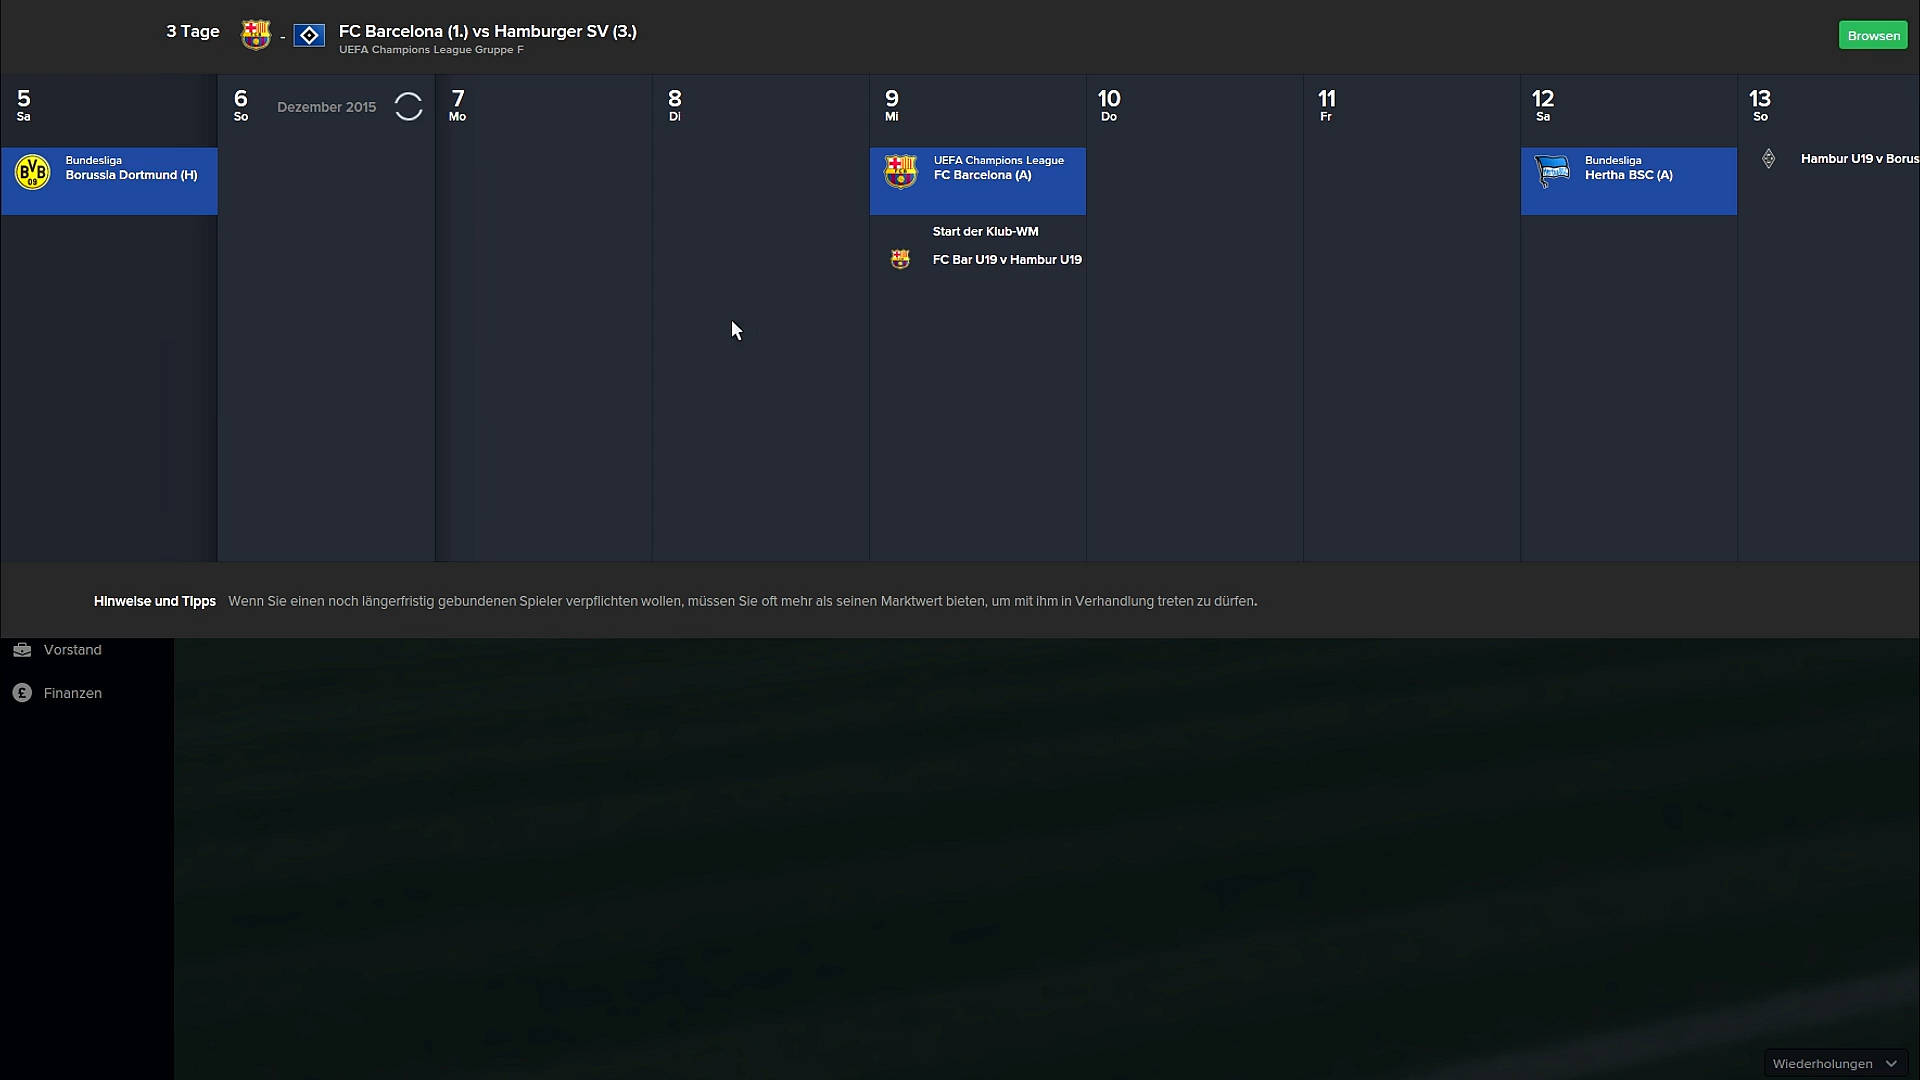 3 Tage
-
FC Barcelona (1.) vs Hamburger SV (3.)
UEFA Champions League Gruppe F
Browsen
5
Sa
6
So
Dezember 2015
7
Mo
8
Di
9
Mi
10
Do
11
Fr
12
Sa
13
So
BVB
09
Bundesliga
Borussia Dortmund (H)
UEFA Champions League
FC Barcelona (A)
Bundesliga
Hertha BSC (A)
Hambur U19 v Borus
Start der Klub-WM
FC Bar U19 v Hambur U19
Hinweise und Tipps
Wenn Sie einen noch längerfristig gebundenen Spieler verpflichten wollen, müssen Sie oft mehr als seinen Marktwert bieten, um mit ihm in Verhandlung treten zu dürfen.
Vorstand
£
Finanzen
Wiederholungen